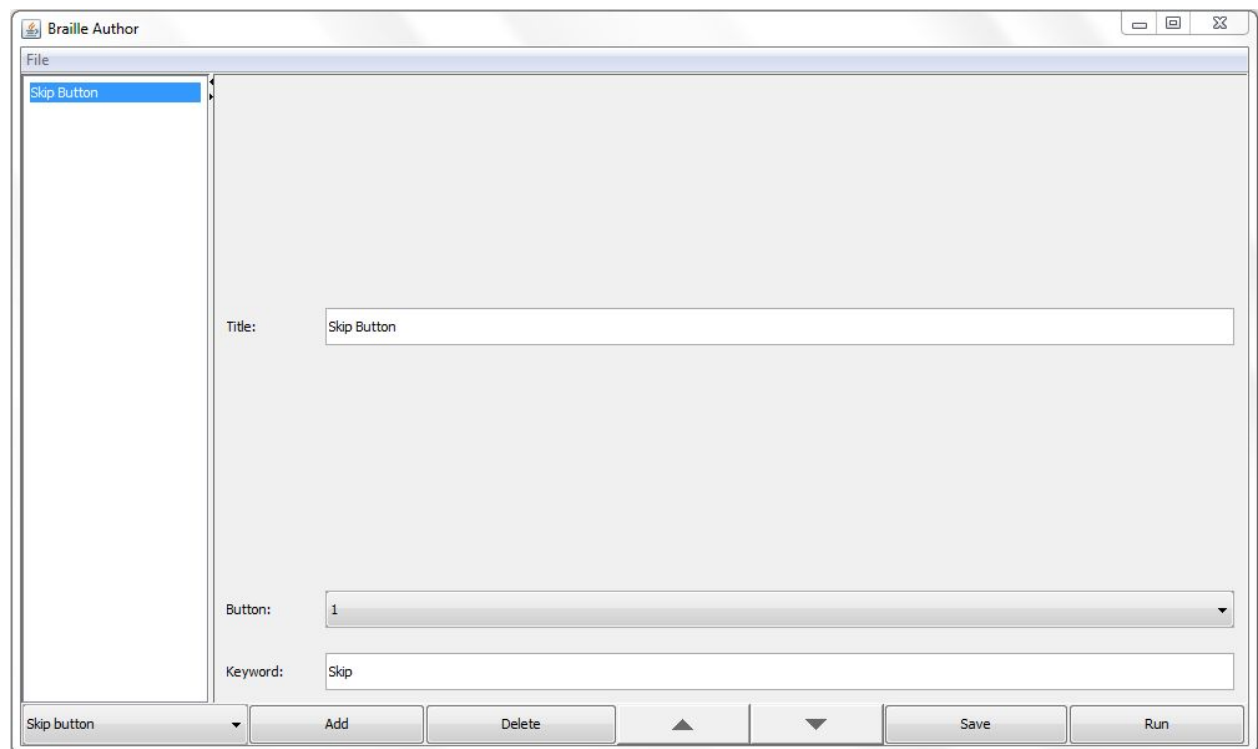 Braille Author
File
Skip Button
Title: Skip Button
Button: 1
Keyword: Skip
Skip button Add Delete Save Run